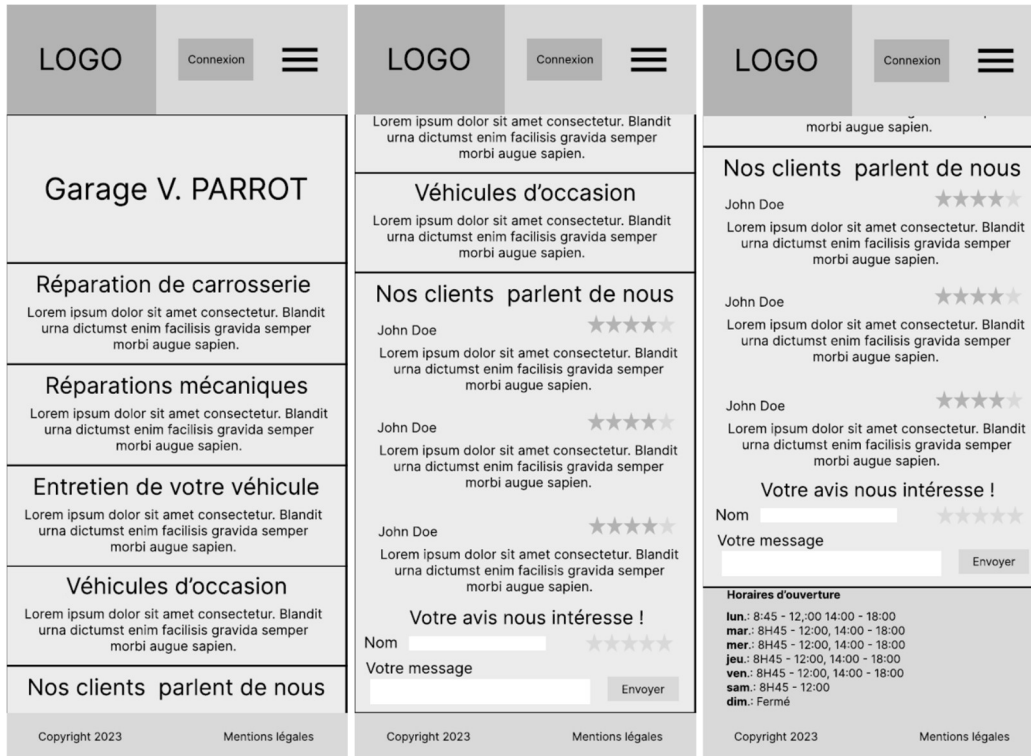 LOGO
Connexion
Garage V. PARROT
Réparation de carrosserie
Lorem ipsum dolor sit amet consectetur. Blandit
urna dictumst enim facilisis gravida semper
morbi augue sapien.
Réparations mécaniques
Lorem ipsum dolor sit amet consectetur. Blandit
urna dictumst enim facilisis gravida semper
morbi augue sapien.
Entretien de votre véhicule
Lorem ipsum dolor sit amet consectetur. Blandit
urna dictumst enim facilisis gravida semper
morbi augue sapien.
Véhicules d’occasion
Lorem ipsum dolor sit amet consectetur. Blandit
urna dictumst enim facilisis gravida semper
morbi augue sapien.
Nos clients parlent de nous
Copyright 2023
Mentions légales
LOGO
Connexion
Lorem ipsum dolor sit amet consectetur. Blandit
urna dictumst enim facilisis gravida semper
morbi augue sapien.
Véhicules d’occasion
Lorem ipsum dolor sit amet consectetur. Blandit
urna dictumst enim facilisis gravida semper
morbi augue sapien.
Nos clients parlent de nous
John Doe
Lorem ipsum dolor sit amet consectetur. Blandit
urna dictumst enim facilisis gravida semper
morbi augue sapien.
John Doe
Lorem ipsum dolor sit amet consectetur. Blandit
urna dictumst enim facilisis gravida semper
morbi augue sapien.
John Doe
Lorem ipsum dolor sit amet consectetur. Blandit
urna dictumst enim facilisis gravida semper
morbi augue sapien.
Votre avis nous intéresse !
Nom
Votre message
Envoyer
Copyright 2023
Mentions légales
LOGO
Connexion
morbi augue sapien.
Nos clients parlent de nous
John Doe
Lorem ipsum dolor sit amet consectetur. Blandit
urna dictumst enim facilisis gravida semper
morbi augue sapien.
John Doe
Lorem ipsum dolor sit amet consectetur. Blandit
urna dictumst enim facilisis gravida semper
morbi augue sapien.
John Doe
Lorem ipsum dolor sit amet consectetur. Blandit
urna dictumst enim facilisis gravida semper
morbi augue sapien.
Votre avis nous intéresse !
Nom
Votre message
Envoyer
Horaires d’ouverture
lun.: 8:45 - 12,:00 14:00 - 18:00
mar.: 8H45 - 12:00, 14:00 - 18:00
mer.: 8H45 - 12:00, 14:00 - 18:00
jeu.: 8H45 - 12:00, 14:00 - 18:00
ven.: 8H45 - 12:00, 14:00 - 18:00
sam.: 8H45 - 12:00
dim.: Fermé
Copyright 2023
Mentions légales